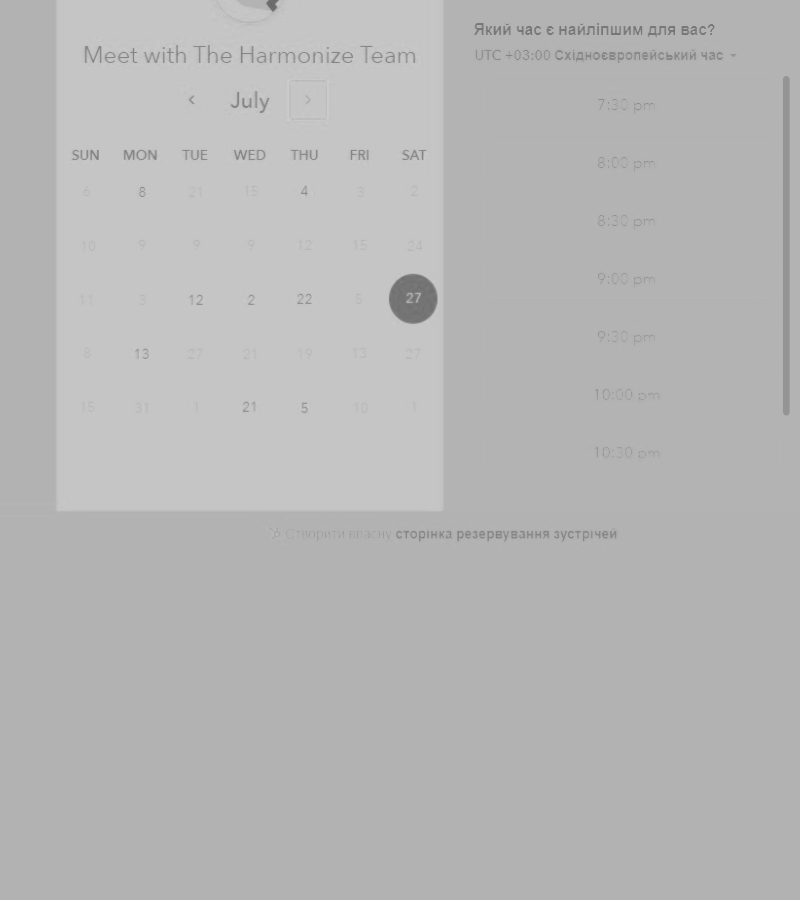 Meet with The Harmonize Team
July
SUN MON TUE WED THU FRI SAT
6 8 21 15 4 3 2
10 9 9 9 12 15 24
11 3 12 2 22 5 27
8 13 27 21 19 13 27
15 31 1 21 5 10 1
Який час є найліпшим для вас?
UTC +03:00 Східноєвропейський час
7:30 pm
8:00 pm
8:30 pm
9:00 pm
9:30 pm
10:00 pm
10:30 pm
Створити власну сторінка резервування зустрічей